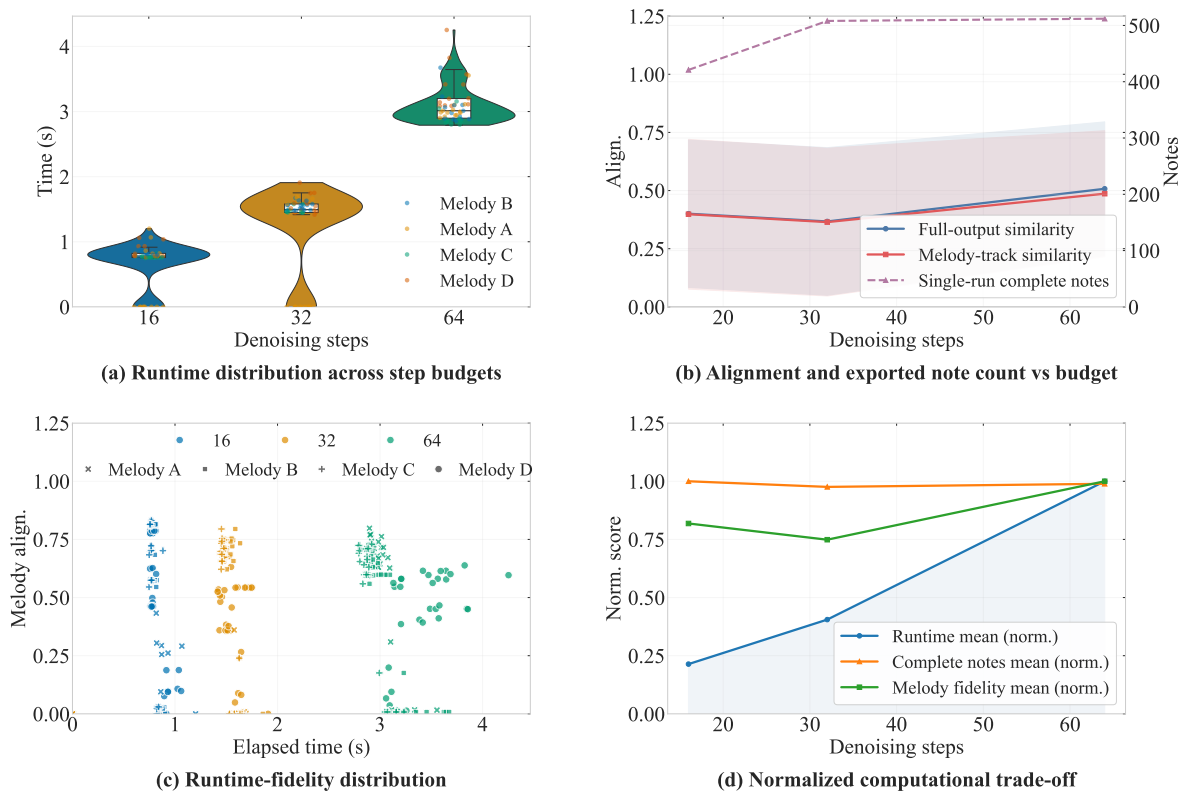 4
3
2
1
0
Time (s)
16
32
64
Denoising steps
Melody B
Melody A
Melody C
Melody D
(a) Runtime distribution across step budgets
1.25
1.00
0.75
0.50
0.25
0.00
Align.
500
400
300
200
100
0
Notes
20
30
40
50
60
Denoising steps
Full-output similarity
Melody-track similarity
Single-run complete notes
(b) Alignment and exported note count vs budget
1.25
1.00
0.75
0.50
0.25
0.00
Melody align.
16
32
64
Melody A
Melody B
Melody C
Melody D
0
1
2
3
4
Elapsed time (s)
(c) Runtime-fidelity distribution
1.25
1.00
0.75
0.50
0.25
0.00
Norm. score
20
30
40
50
60
Denoising steps
Runtime mean (norm.)
Complete notes mean (norm.)
Melody fidelity mean (norm.)
(d) Normalized computational trade-off